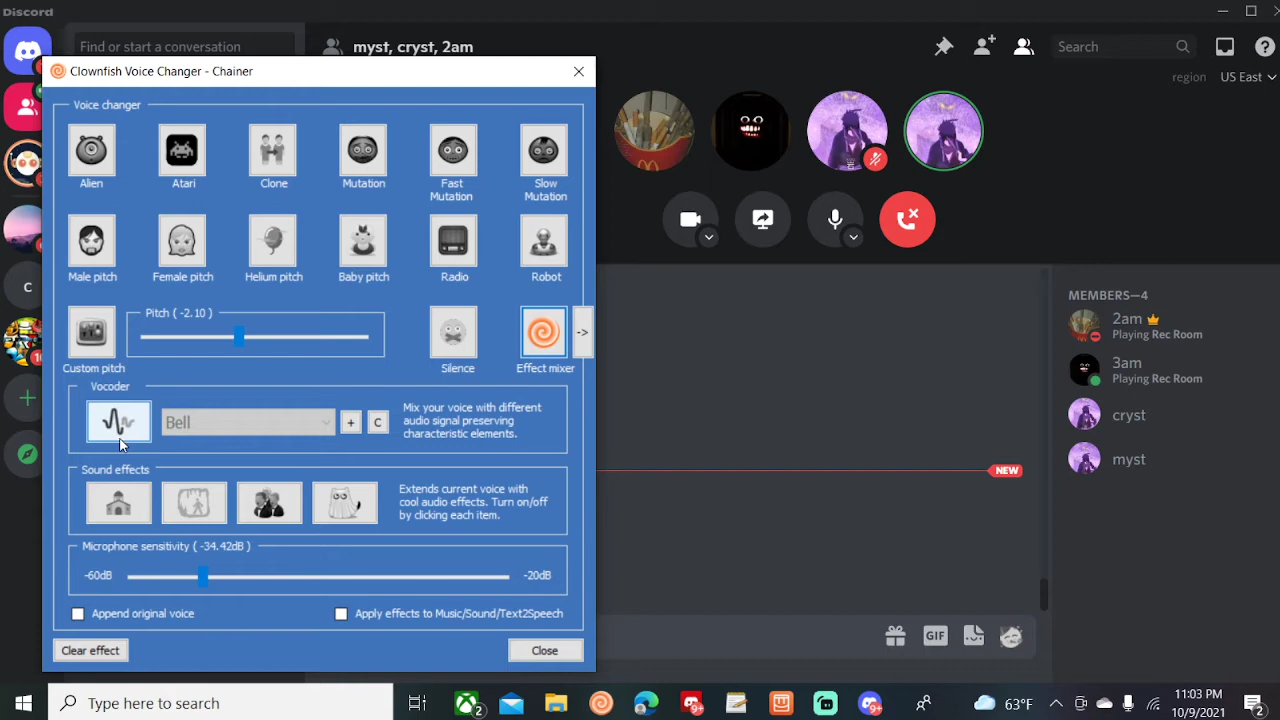 Discord
Find or start a conversation
myst, cryst, 2am
Search
region US East
Clownfish Voice Changer - Chainer
Voice changer
Alien
Atari
Clone
Mutation
Fast Mutation
Slow Mutation
Male pitch
Female pitch
Helium pitch
Baby pitch
Radio
Robot
Custom pitch
Pitch ( -2.10 )
Silence
Effect mixer
->
Vocoder
Bell
+
C
Mix your voice with different
audio signal preserving
characteristic elements.
Sound effects
Extends current voice with
cool audio effects. Turn on/off
by clicking each item.
Microphone sensitivity ( -34.42dB )
-60dB
-20dB
Append original voice
Apply effects to Music/Sound/Text2Speech
Clear effect
Close
C
MEMBERS—4
2am
Playing Rec Room
3am
Playing Rec Room
cryst
myst
NEW
GIF
Type here to search
2
9+
9+
63°F
11:03 PM
10/9/2021
2